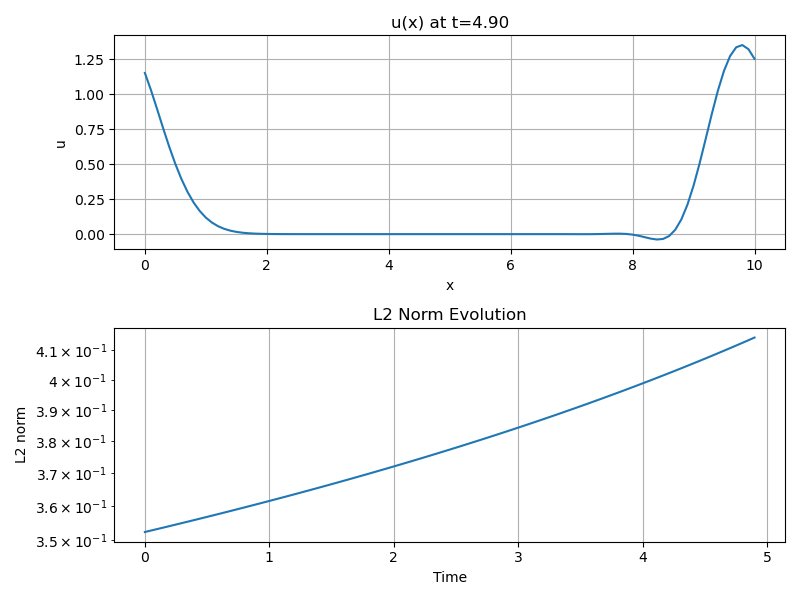 u(x) at t=4.90
1.25
1.00
0.75
0.50
0.25
0.00
u
0 2 4 6 8 10
x
L2 Norm Evolution
4.1 × 10⁻¹
4 × 10⁻¹
3.9 × 10⁻¹
3.8 × 10⁻¹
3.7 × 10⁻¹
3.6 × 10⁻¹
3.5 × 10⁻¹
L2 norm
0 1 2 3 4 5
Time